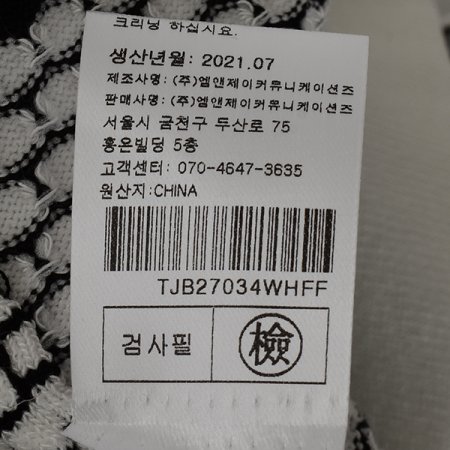 크리닝 하십시요.
생산년월: 2021.07
제조사명: (주)엠앤제이커뮤니케이션즈
판매사명: (주)엠앤제이커뮤니케이션즈
서울시 금천구 두산로 75
홍은빌딩 5층
고객센터: 070-4647-3635
원산지:CHINA
TJB27034WHFF
검사필 檢